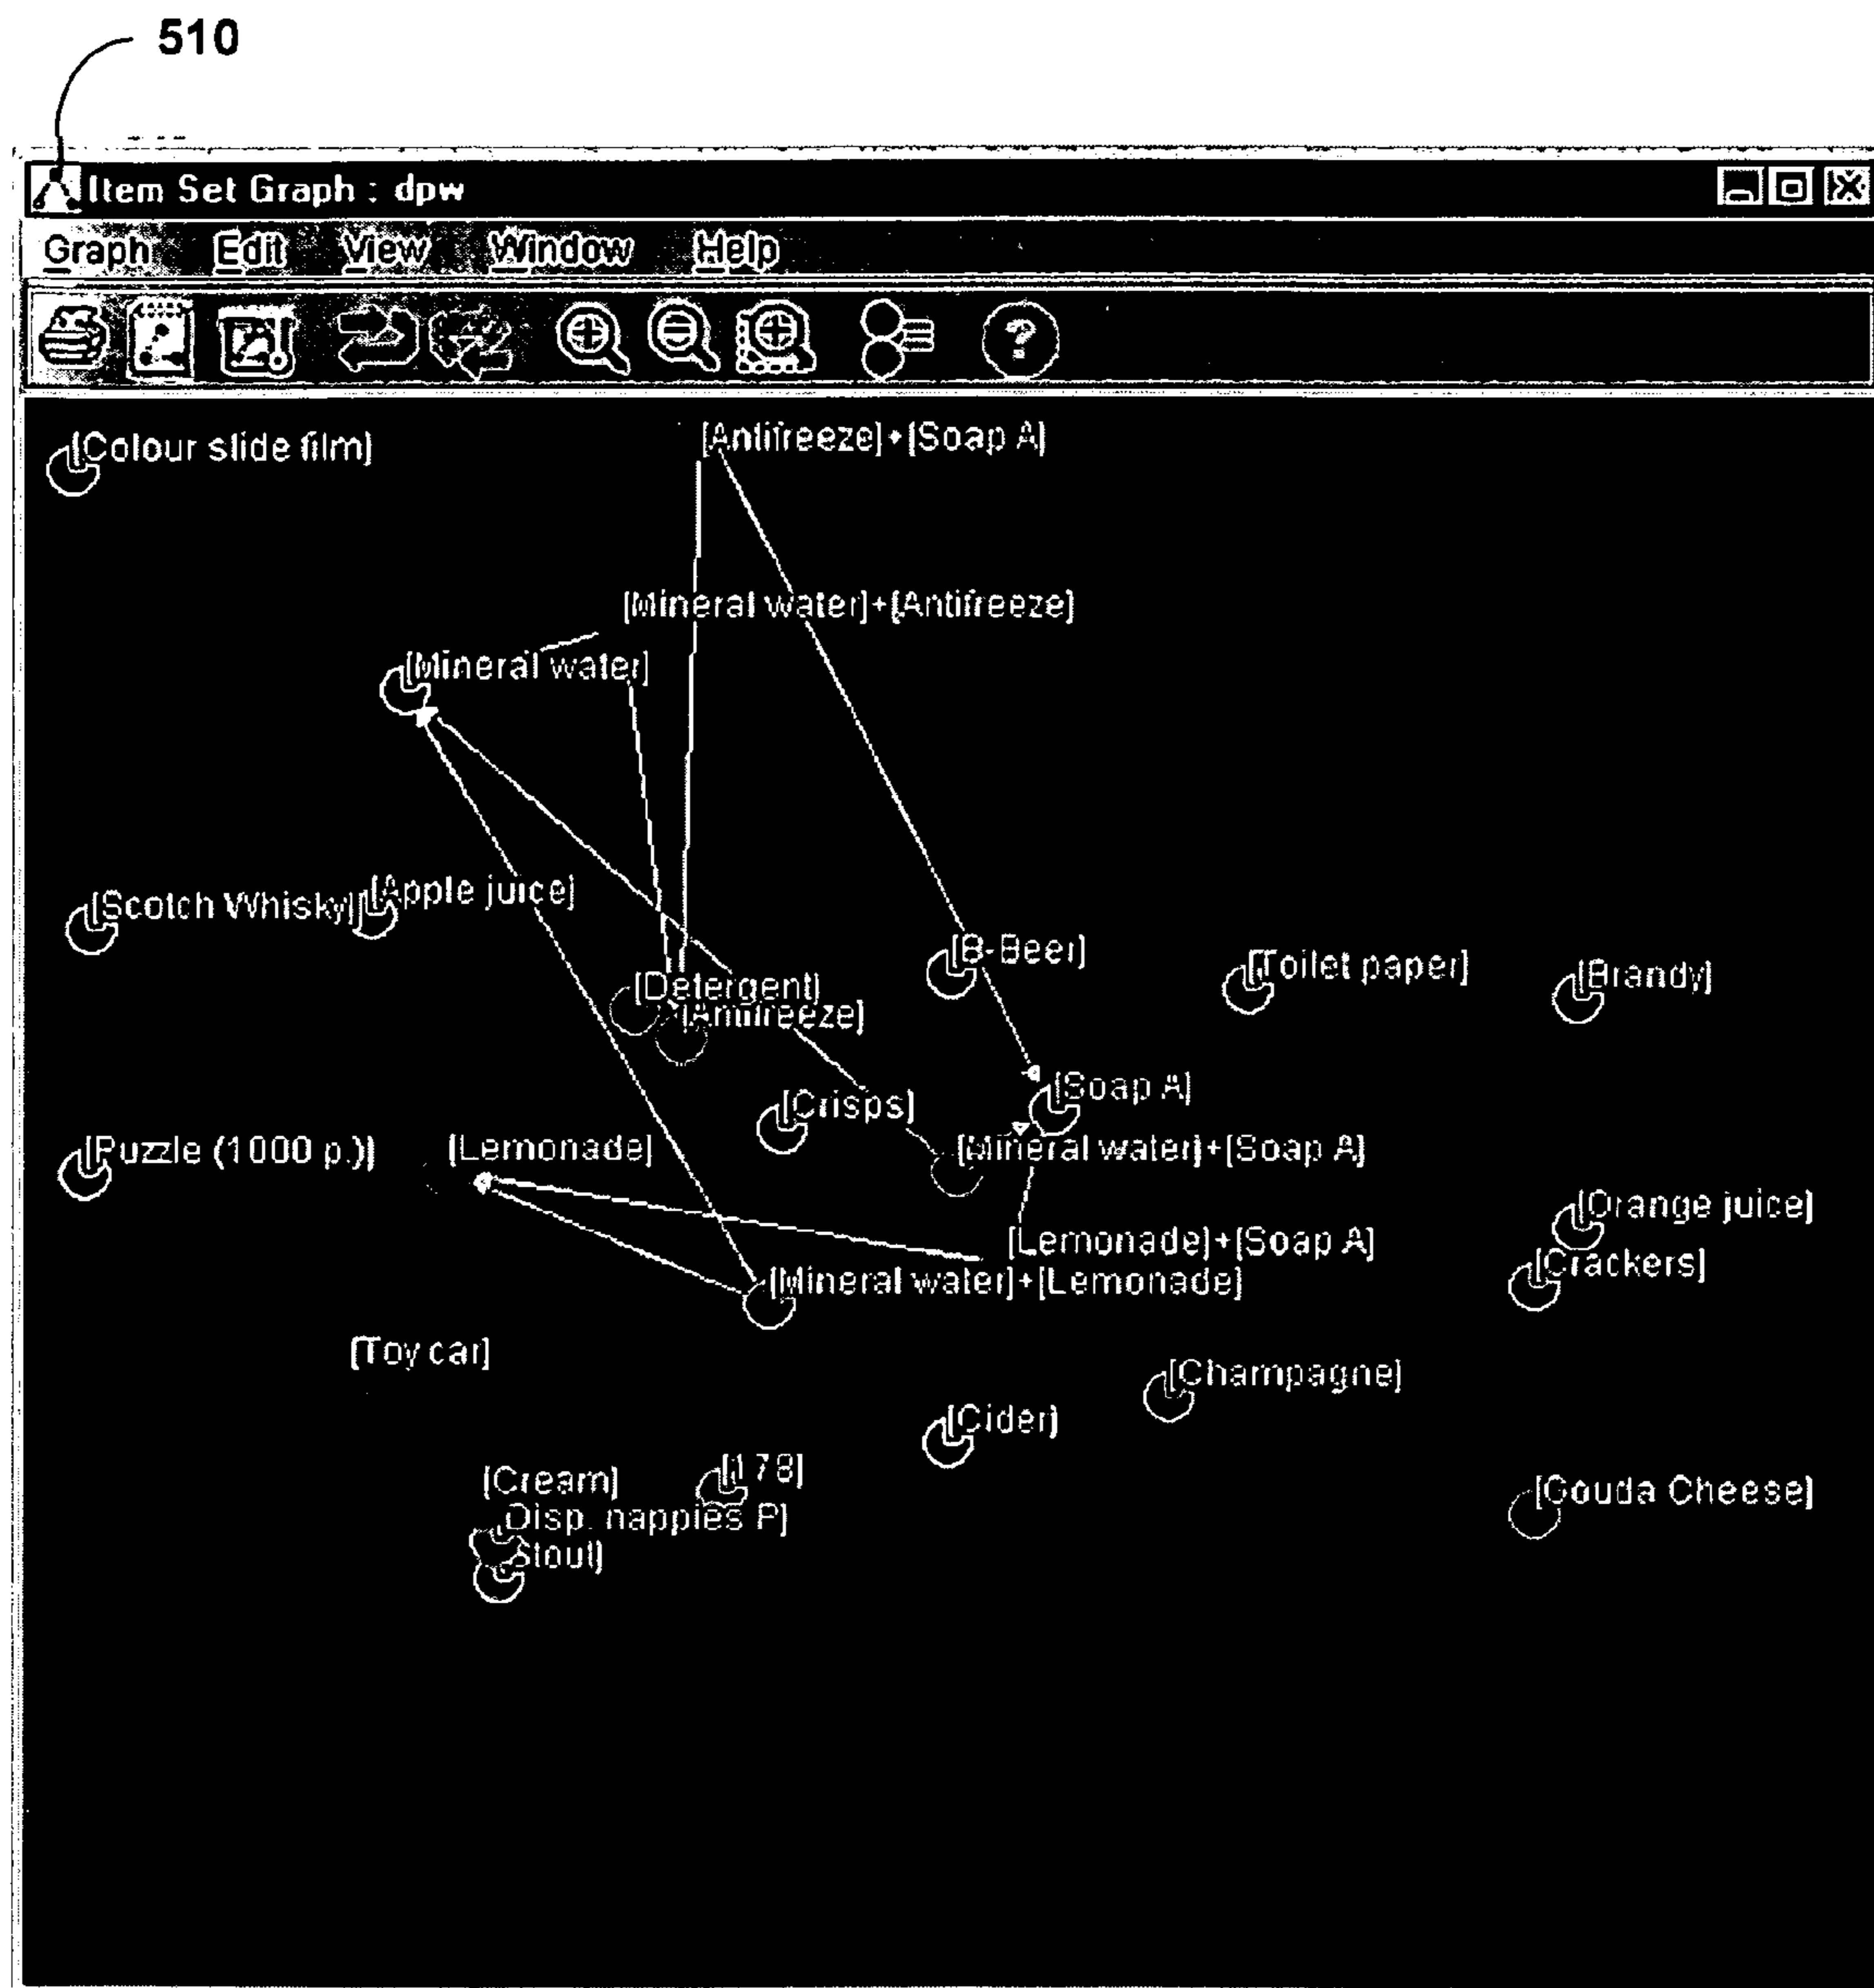 510
Item Set Graph : dpw
Graph Edit View Window Help
[Colour slide film]
[Antifreeze]+[Soap A]
[Mineral water]+[Antifreeze]
[Mineral water]
[Scotch Whisky]
[Apple juice]
[B-Beer]
[Toilet paper]
[Brandy]
[Detergent]
[Antifreeze]
[Soap A]
[Crisps]
[Puzzle (1000 p.)]
[Lemonade]
[Mineral water]+[Soap A]
[Orange juice]
[Lemonade]+[Soap A]
[Crackers]
[Mineral water]+[Lemonade]
[Toy car]
[Champagne]
[Cider]
[178]
[Cream]
[Gouda Cheese]
Disp. nappies P]
Stout]